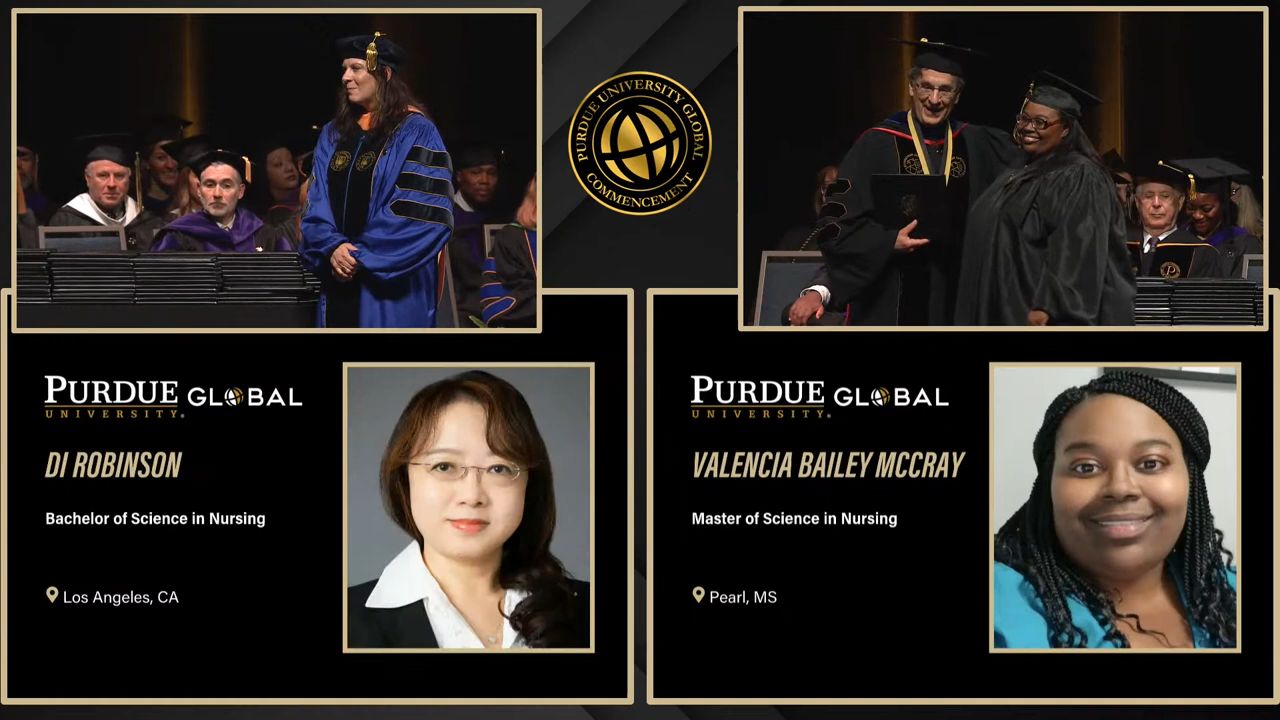 PURDUE UNIVERSITY GLOBAL
COMMENCEMENT
PURDUE GLOBAL
UNIVERSITY®
DI ROBINSON
Bachelor of Science in Nursing
Los Angeles, CA
PURDUE GLOBAL
UNIVERSITY®
VALENCIA BAILEY MCCRAY
Master of Science in Nursing
Pearl, MS